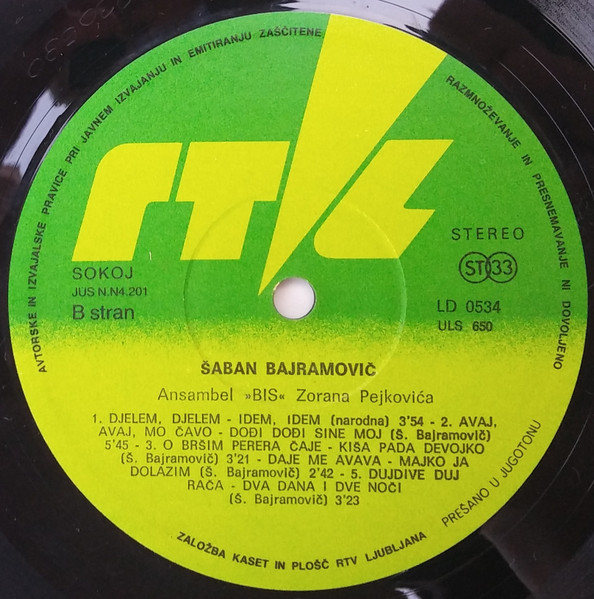 AVTORSKE IN IZVAJALSKE PRAVICE PRI JAVNEM IZVAJANJU IN EMITIRANJU ZAŠČITENE
RAZMNOŽEVANJE IN PRESNEMAVANJE NI DOVOLJENO
RTL
SOKOJ
JUS N.N4.201
B stran
STEREO
ST 33
LD 0534
ULS 650
ŠABAN BAJRAMOVIČ
Ansambel »BIS« Zorana Pejkovića
1. DJELEM, DJELEM - IDEM, IDEM (narodna) 3'54 - 2. AVAJ,
AVAJ, MO ČAVO - DOĐI DOĐI SINE MOJ (Š. Bajramovič)
5'45 - 3. O BRŠIM PERERA ČAJE - KIŠA PADA DEVOJKO
(Š. Bajramovič) 3'21 - DAJE ME AVAVA - MAJKO JA
DOLAZIM (Š. Bajramovič) 2'42 - 5. DUJDIVE DUJ
RAČA - DVA DANA I DVE NOČI
(Š. Bajramovič) 3'23
PREŠANO U JUGOTONU
ZALOŽBA KASET IN PLOŠČ RTV LJUBLJANA